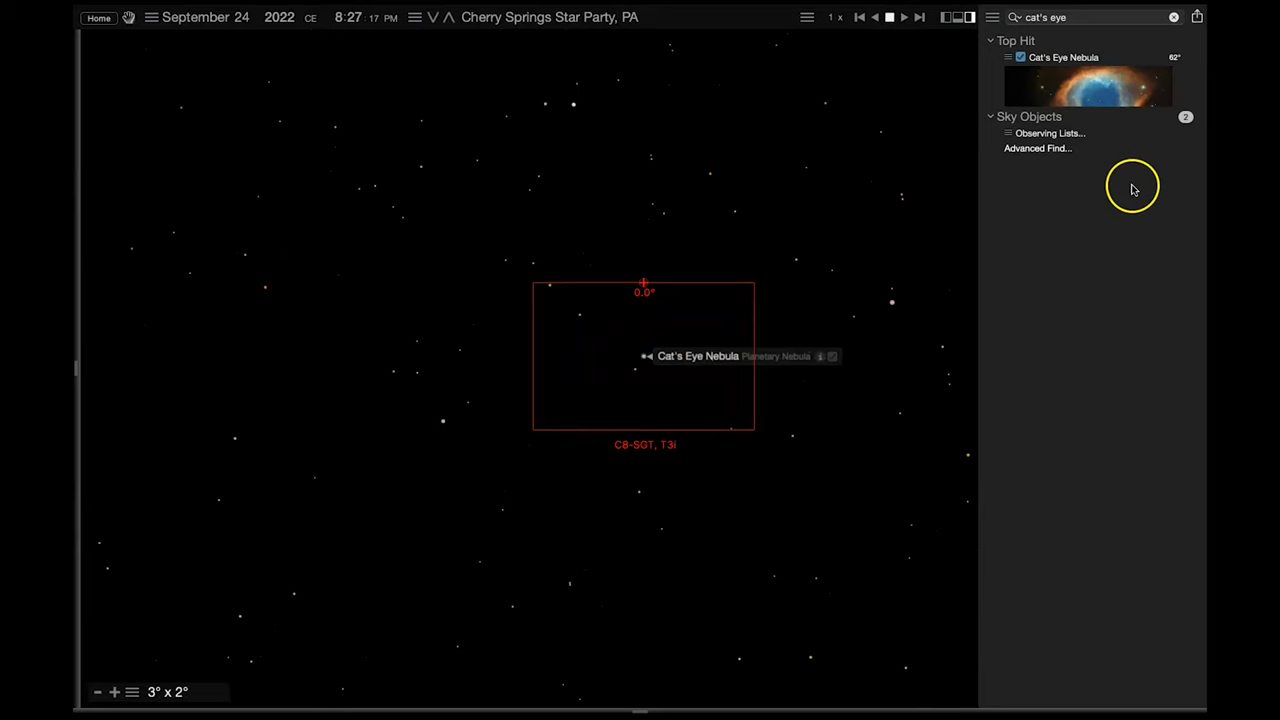 Home September 24 2022 CE 8:27:17 PM Cherry Springs Star Party, PA 1 x cat's eye
Top Hit
Cat's Eye Nebula 62°
Sky Objects 2
Observing Lists...
Advanced Find...
0.0°
Cat's Eye Nebula Planetary Nebula i
C8-SGT, T3i
3° x 2°